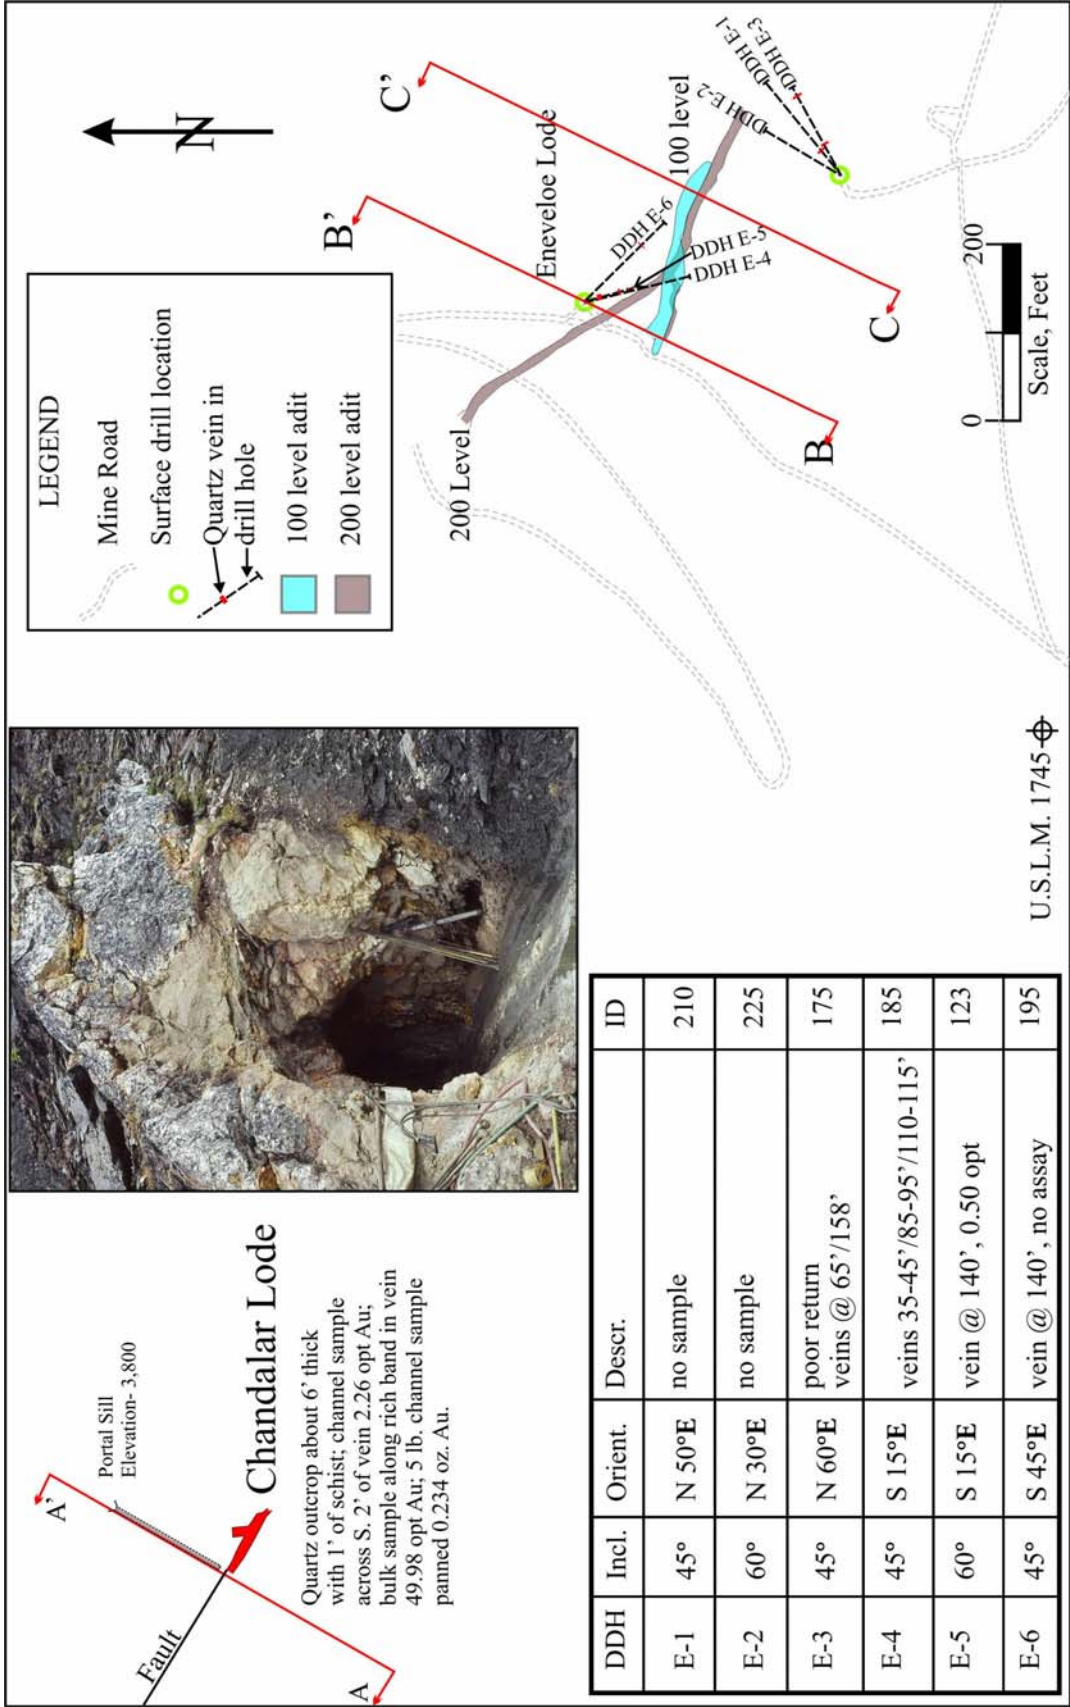 A'
Portal Sill
Elevation- 3,800
Fault
A
Chandalar Lode
Quartz outcrop about 6' thick
with 1' of schist; channel sample
across S. 2' of vein 2.26 opt Au;
bulk sample along rich band in vein
49.98 opt Au; 5 lb. channel sample
panned 0.234 oz. Au.
LEGEND
Mine Road
Surface drill location
Quartz vein in
drill hole
100 level adit
200 level adit
N
B'
C'
Eneveloe Lode
200 Level
100 level
DDH E-6
DDH E-5
DDH E-4
DDH E-2
DDH E-1
DDH E-3
B
C
0 200
Scale, Feet
U.S.L.M. 1745
DDH Incl. Orient. Descr. ID
E-1 45° N 50°E no sample 210
E-2 60° N 30°E no sample 225
E-3 45° N 60°E poor return 175
veins @ 65'/158'
E-4 45° S 15°E veins 35-45'/85-95'/110-115' 185
E-5 60° S 15°E vein @ 140', 0.50 opt 123
E-6 45° S 45°E vein @ 140', no assay 195